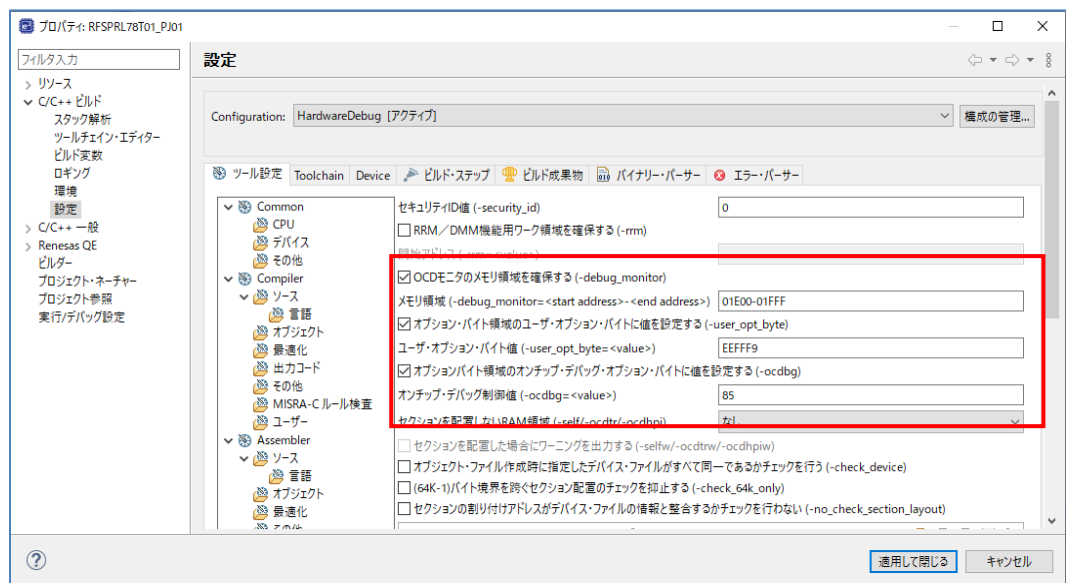 プロパティ: RFSPRL78T01_PJ01
フィルタ入力
リソース
C/C++ ビルド
スタック解析
ツールチェイン・エディター
ビルド変数
ロギング
環境
設定
C/C++ 一般
Renesas QE
ビルダー
プロジェクト・ネーチャー
プロジェクト参照
実行/デバッグ設定
設定
Configuration: HardwareDebug [アクティブ] 構成の管理...
ツール設定 Toolchain Device ビルド・ステップ ビルド成果物 バイナリー・パーサー エラー・パーサー
Common
CPU
デバイス
その他
Compiler
ソース
言語
オブジェクト
最適化
出力コード
その他
MISRA-C ルール検査
ユーザー
Assembler
ソース
言語
オブジェクト
最適化
セキュリティID値 (-security_id) 0
RRM/DMM機能用ワーク領域を確保する (-rrm)
OCDモニタのメモリ領域を確保する (-debug_monitor)
メモリ領域 (-debug_monitor=<start address>-<end address>) 01E00-01FFF
オプション・バイト領域のユーザ・オプション・バイトに値を設定する (-user_opt_byte)
ユーザ・オプション・バイト値 (-user_opt_byte=<value>) EEFFF9
オプションバイト領域のオンチップ・デバッグ・オプション・バイトに値を設定する (-ocdbg)
オンチップ・デバッグ制御値 (-ocdbg=<value>) 85
セクションを配置しないRAM領域 (-self/-ocdtr/-ocdhpi) なし
セクションを配置した場合にワーニングを出力する (-selfw/-ocdtrw/-ocdhpiw)
オブジェクト・ファイル作成時に指定したデバイス・ファイルがすべて同一であるかチェックを行う (-check_device)
(64K-1)バイト境界を跨ぐセクション配置のチェックを抑止する (-check_64k_only)
セクションの割り付けアドレスがデバイス・ファイルの情報と整合するかチェックを行わない (-no_check_section_layout)
適用して閉じる キャンセル